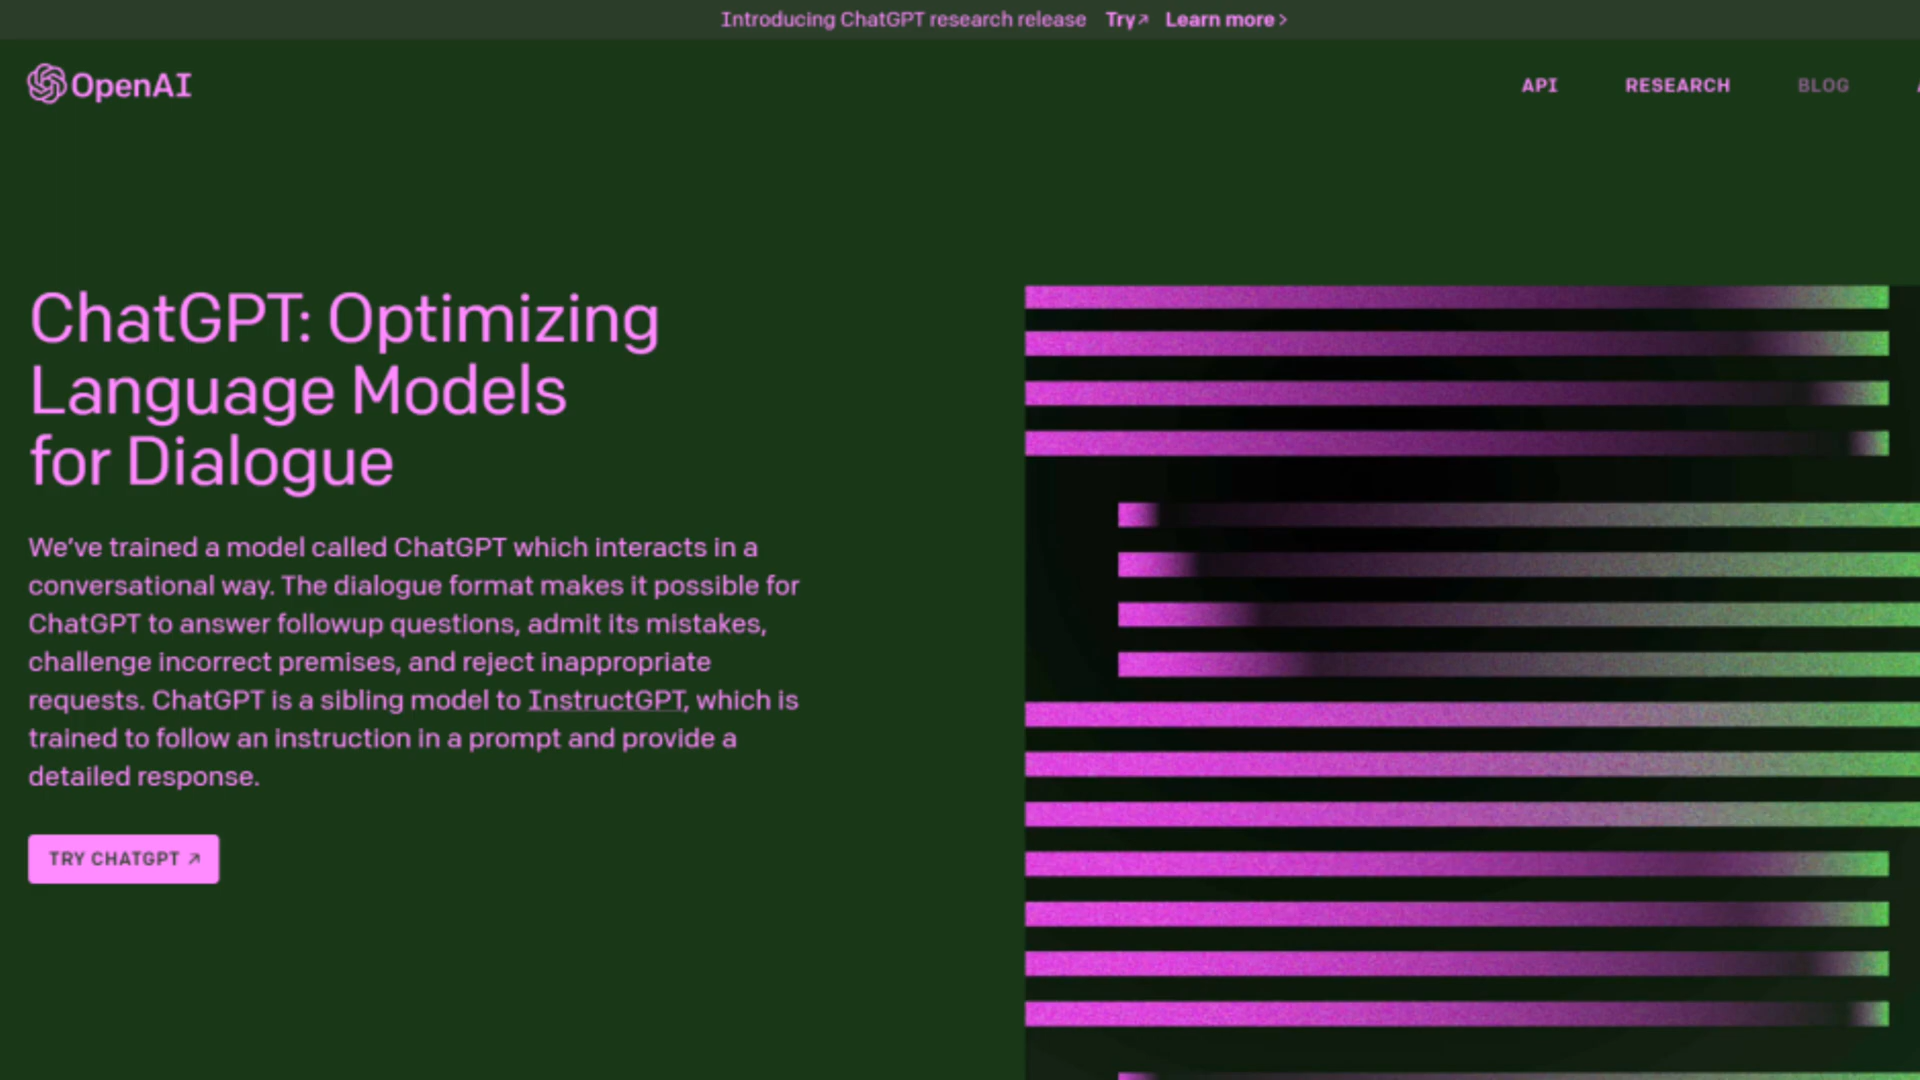 Introducing ChatGPT research release Try↗ Learn more >
OpenAI
API RESEARCH BLOG
ChatGPT: Optimizing
Language Models
for Dialogue
We’ve trained a model called ChatGPT which interacts in a
conversational way. The dialogue format makes it possible for
ChatGPT to answer followup questions, admit its mistakes,
challenge incorrect premises, and reject inappropriate
requests. ChatGPT is a sibling model to InstructGPT, which is
trained to follow an instruction in a prompt and provide a
detailed response.
TRY CHATGPT ↗